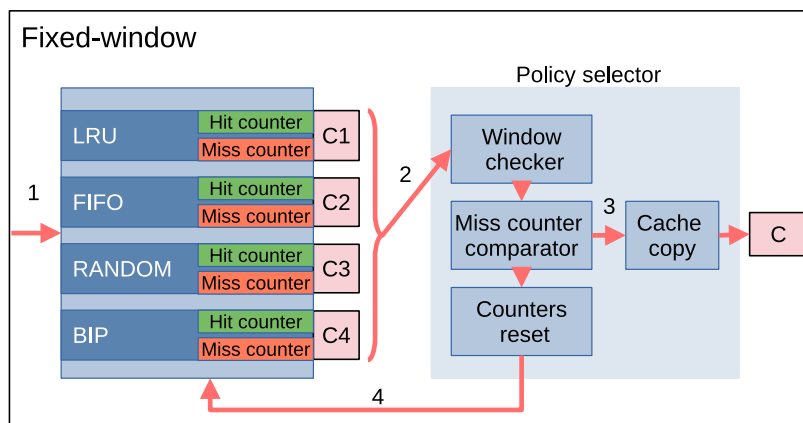 Fixed-window
Policy selector
1
LRU
Hit counter
Miss counter
C1
FIFO
Hit counter
Miss counter
C2
RANDOM
Hit counter
Miss counter
C3
BIP
Hit counter
Miss counter
C4
2
Window
checker
Miss counter
comparator
3
Cache
copy
C
Counters
reset
4